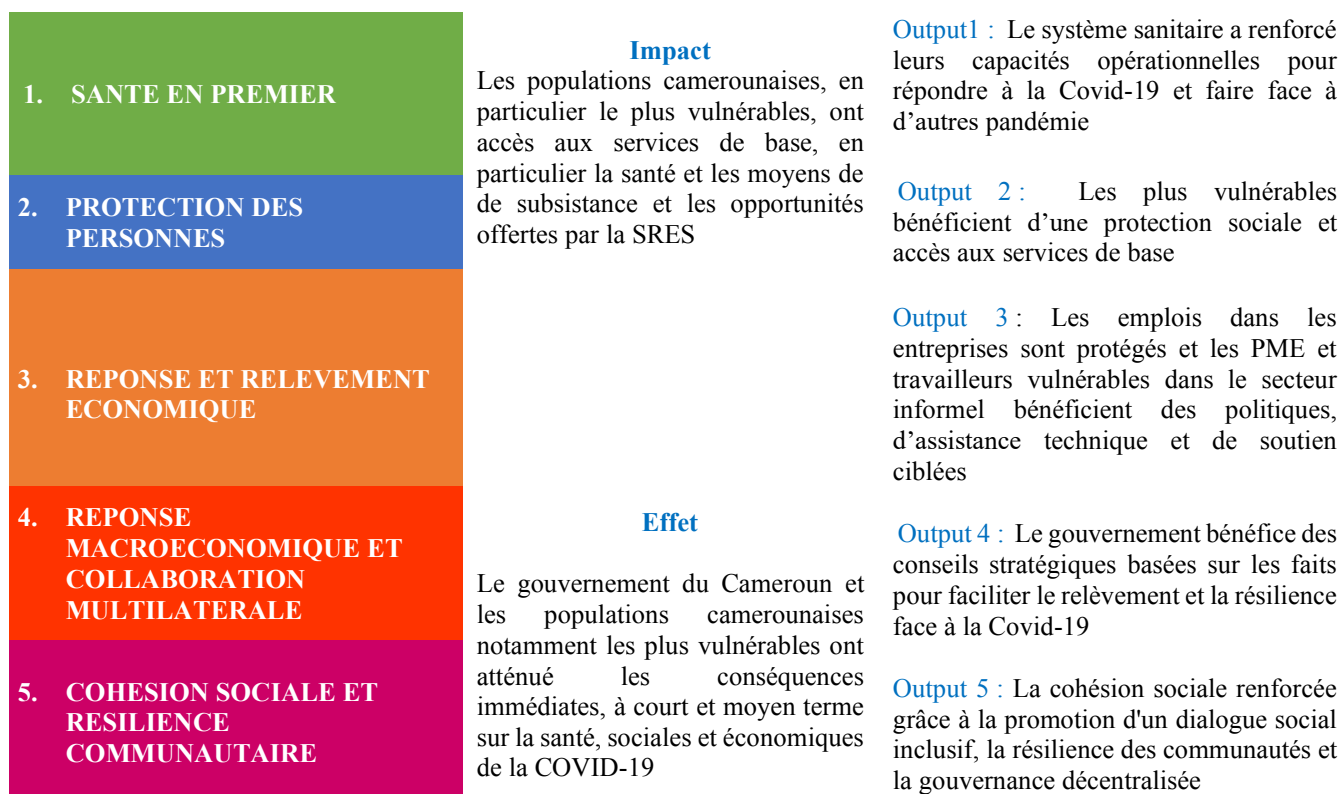 1. SANTE EN PREMIER
2. PROTECTION DES
PERSONNES
3. REPONSE ET RELEVEMENT
ECONOMIQUE
4. REPONSE
MACROECONOMIQUE ET
COLLABORATION
MULTILATERALE
5. COHESION SOCIALE ET
RESILIENCE
COMMUNAUTAIRE
Impact
Les populations camerounaises, en
particulier le plus vulnérables, ont
accès aux services de base, en
particulier la santé et les moyens de
de subsistance et les opportunités
offertes par la SRES
Effet
Le gouvernement du Cameroun et
les populations camerounaises
notamment les plus vulnérables ont
atténué les conséquences
immédiates, à court et moyen terme
sur la santé, sociales et économiques
de la COVID-19
Output1 : Le système sanitaire a renforcé
leurs capacités opérationnelles pour
répondre à la Covid-19 et faire face à
d’autres pandémie
Output 2 : Les plus vulnérables
bénéficient d’une protection sociale et
accès aux services de base
Output 3 : Les emplois dans les
entreprises sont protégés et les PME et
travailleurs vulnérables dans le secteur
informel bénéficient des politiques,
d’assistance technique et de soutien
ciblées
Output 4 : Le gouvernement bénéfice des
conseils stratégiques basées sur les faits
pour faciliter le relèvement et la résilience
face à la Covid-19
Output 5 : La cohésion sociale renforcée
grâce à la promotion d'un dialogue social
inclusif, la résilience des communautés et
la gouvernance décentralisée